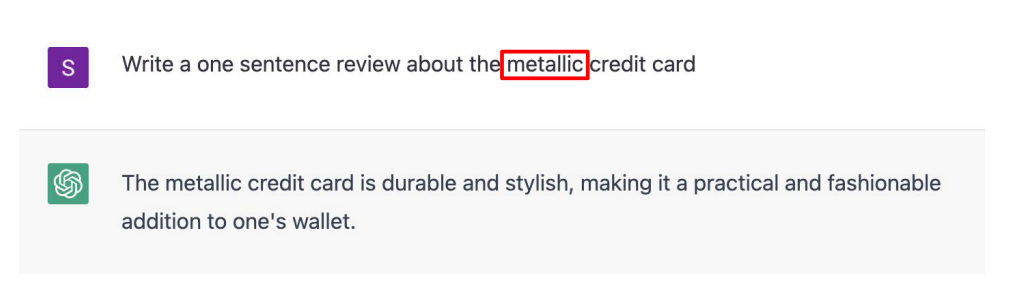 S
Write a one sentence review about the metallic credit card
The metallic credit card is durable and stylish, making it a practical and fashionable
addition to one's wallet.